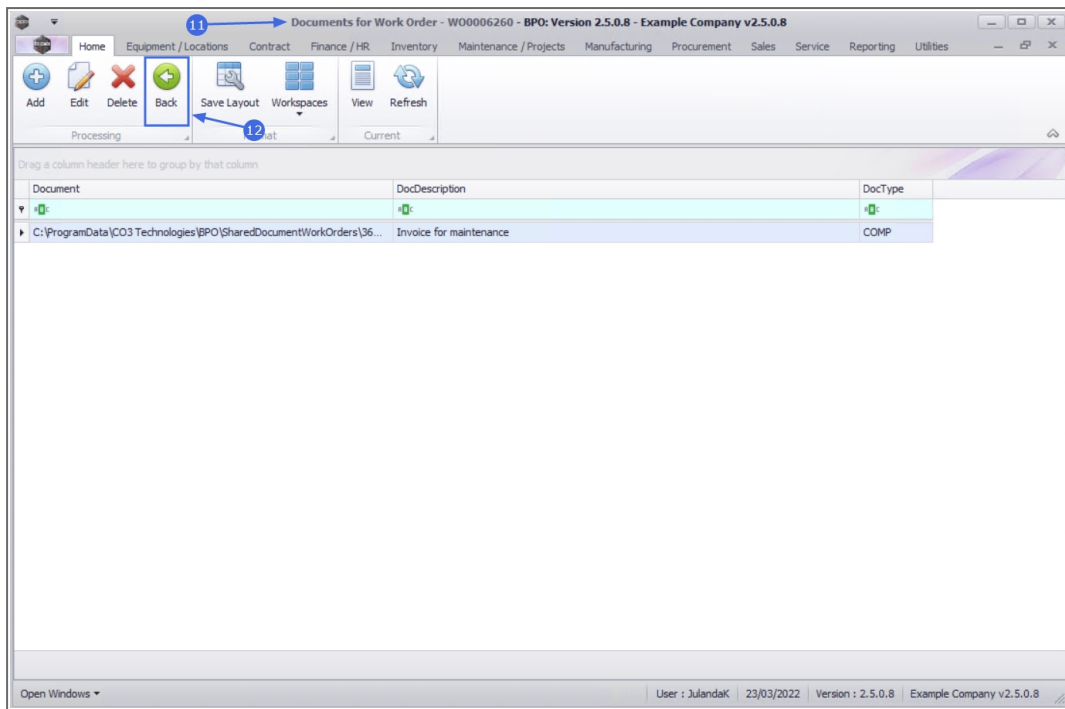 11
Documents for Work Order - WO0006260 - BPO: Version 2.5.0.8 - Example Company v2.5.0.8
Home Equipment / Locations Contract Finance / HR Inventory Maintenance / Projects Manufacturing Procurement Sales Service Reporting Utilities
Add Edit Delete Back Save Layout Workspaces View Refresh
12
Processing Current
Drag a column header here to group by that column
Document DocDescription DocType
C:\ProgramData\CO3 Technologies\BPO\SharedDocumentWorkOrders\36... Invoice for maintenance COMP
Open Windows User : JulandaK 23/03/2022 Version : 2.5.0.8 Example Company v2.5.0.8